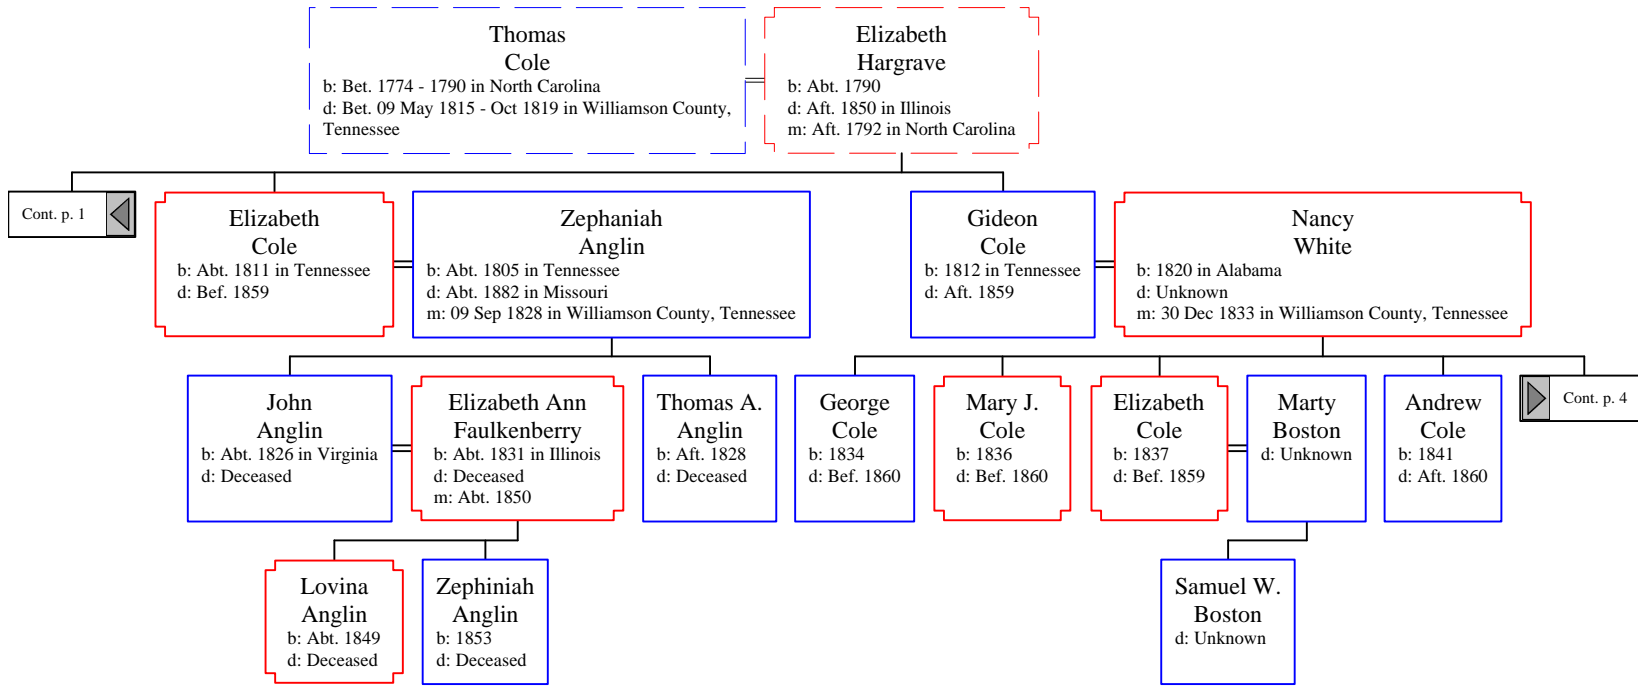 Thomas
Cole
b: Bet. 1774 - 1790 in North Carolina
d: Bet. 09 May 1815 - Oct 1819 in Williamson County,
Tennessee
Elizabeth
Hargrave
b: Abt. 1790
d: Aft. 1850 in Illinois
m: Aft. 1792 in North Carolina
Cont. p. 1
Elizabeth
Cole
b: Abt. 1811 in Tennessee
d: Bef. 1859
Zephaniah
Anglin
b: Abt. 1805 in Tennessee
d: Abt. 1882 in Missouri
m: 09 Sep 1828 in Williamson County, Tennessee
Gideon
Cole
b: 1812 in Tennessee
d: Aft. 1859
Nancy
White
b: 1820 in Alabama
d: Unknown
m: 30 Dec 1833 in Williamson County, Tennessee
John
Anglin
b: Abt. 1826 in Virginia
d: Deceased
Elizabeth Ann
Faulkenberry
b: Abt. 1831 in Illinois
d: Deceased
m: Abt. 1850
Thomas A.
Anglin
b: Aft. 1828
d: Deceased
George
Cole
b: 1834
d: Bef. 1860
Mary J.
Cole
b: 1836
d: Bef. 1860
Elizabeth
Cole
b: 1837
d: Bef. 1859
Marty
Boston
d: Unknown
Andrew
Cole
b: 1841
d: Aft. 1860
Cont. p. 4
Lovina
Anglin
b: Abt. 1849
d: Deceased
Zephiniah
Anglin
b: 1853
d: Deceased
Samuel W.
Boston
d: Unknown